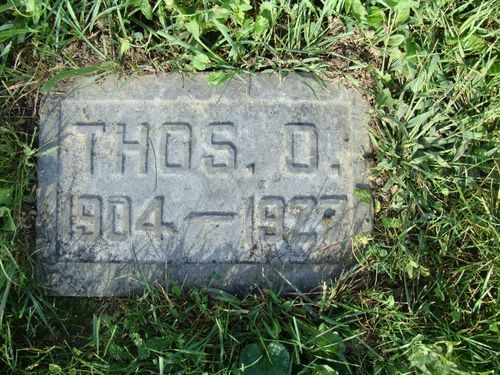 THOS. O.
1904 — 1927